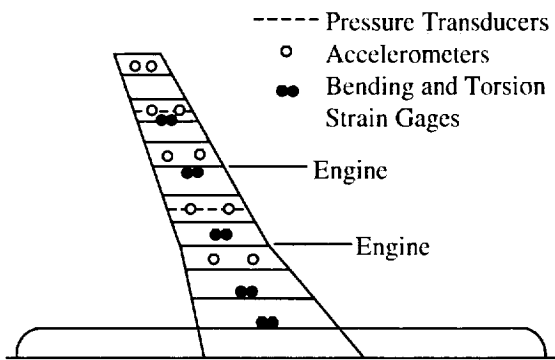 Pressure Transducers
Accelerometers
Bending and Torsion
Strain Gages
Engine
Engine